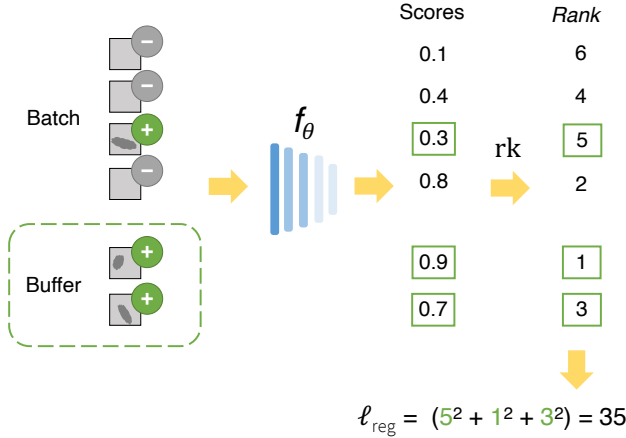 Scores Rank
− 0.1 6
− 0.4 4
Batch + 0.3 5
− 0.8 2
f_θ
rk
+ 0.9 1
Buffer
+ 0.7 3
ℓ_reg = (5² + 1² + 3²) = 35